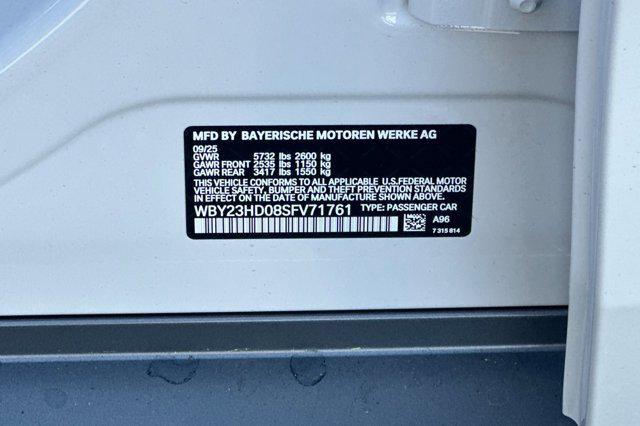 MFD BY BAYERISCHE MOTOREN WERKE AG
09/25
GVWR 5732 lbs 2600 kg
GAWR FRONT 2535 lbs 1150 kg
GAWR REAR 3417 lbs 1550 kg
THIS VEHICLE CONFORMS TO ALL APPLICABLE U.S.FEDERAL MOTOR
VEHICLE SAFETY, BUMPER, AND THEFT PREVENTION STANDARDS
IN EFFECT ON THE DATE OF MANUFACTURE SHOWN ABOVE.
WBY23HD08SFV71761 TYPE: PASSENGER CAR
A96
7 315 814